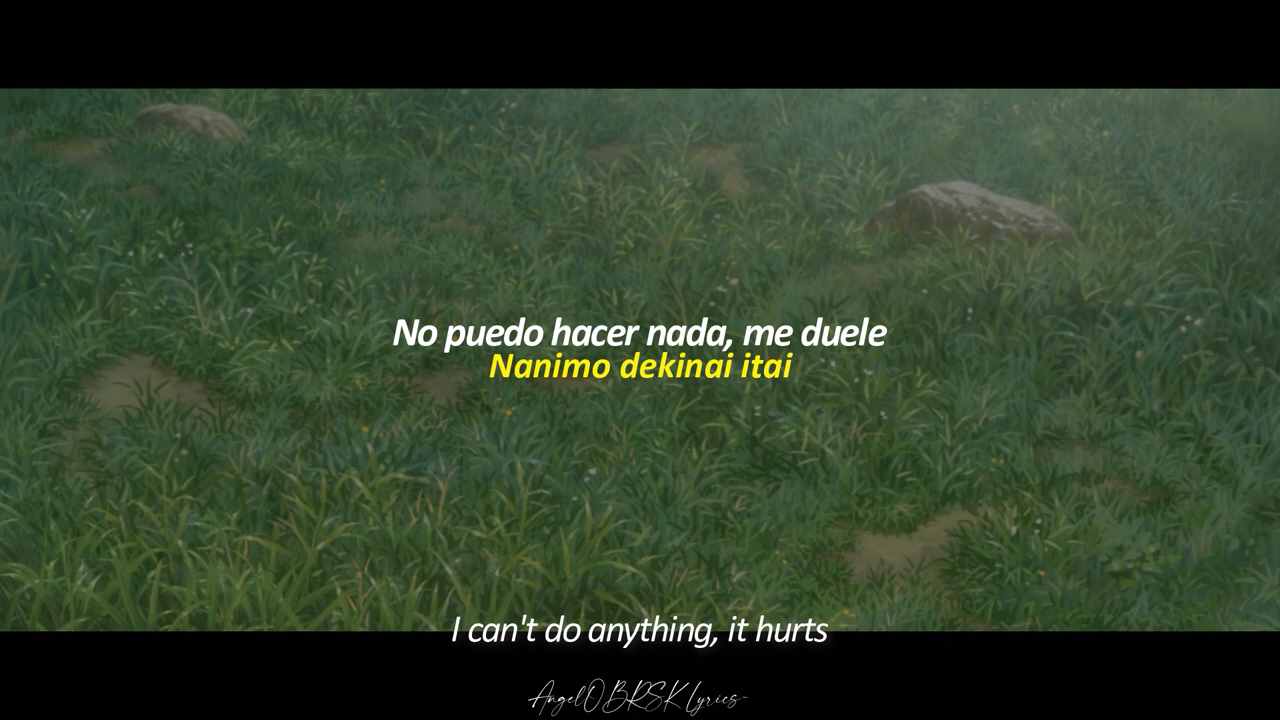 No puedo hacer nada, me duele
Nanimo dekinai itai
I can't do anything, it hurts
AngelOBRSK Lyrics~